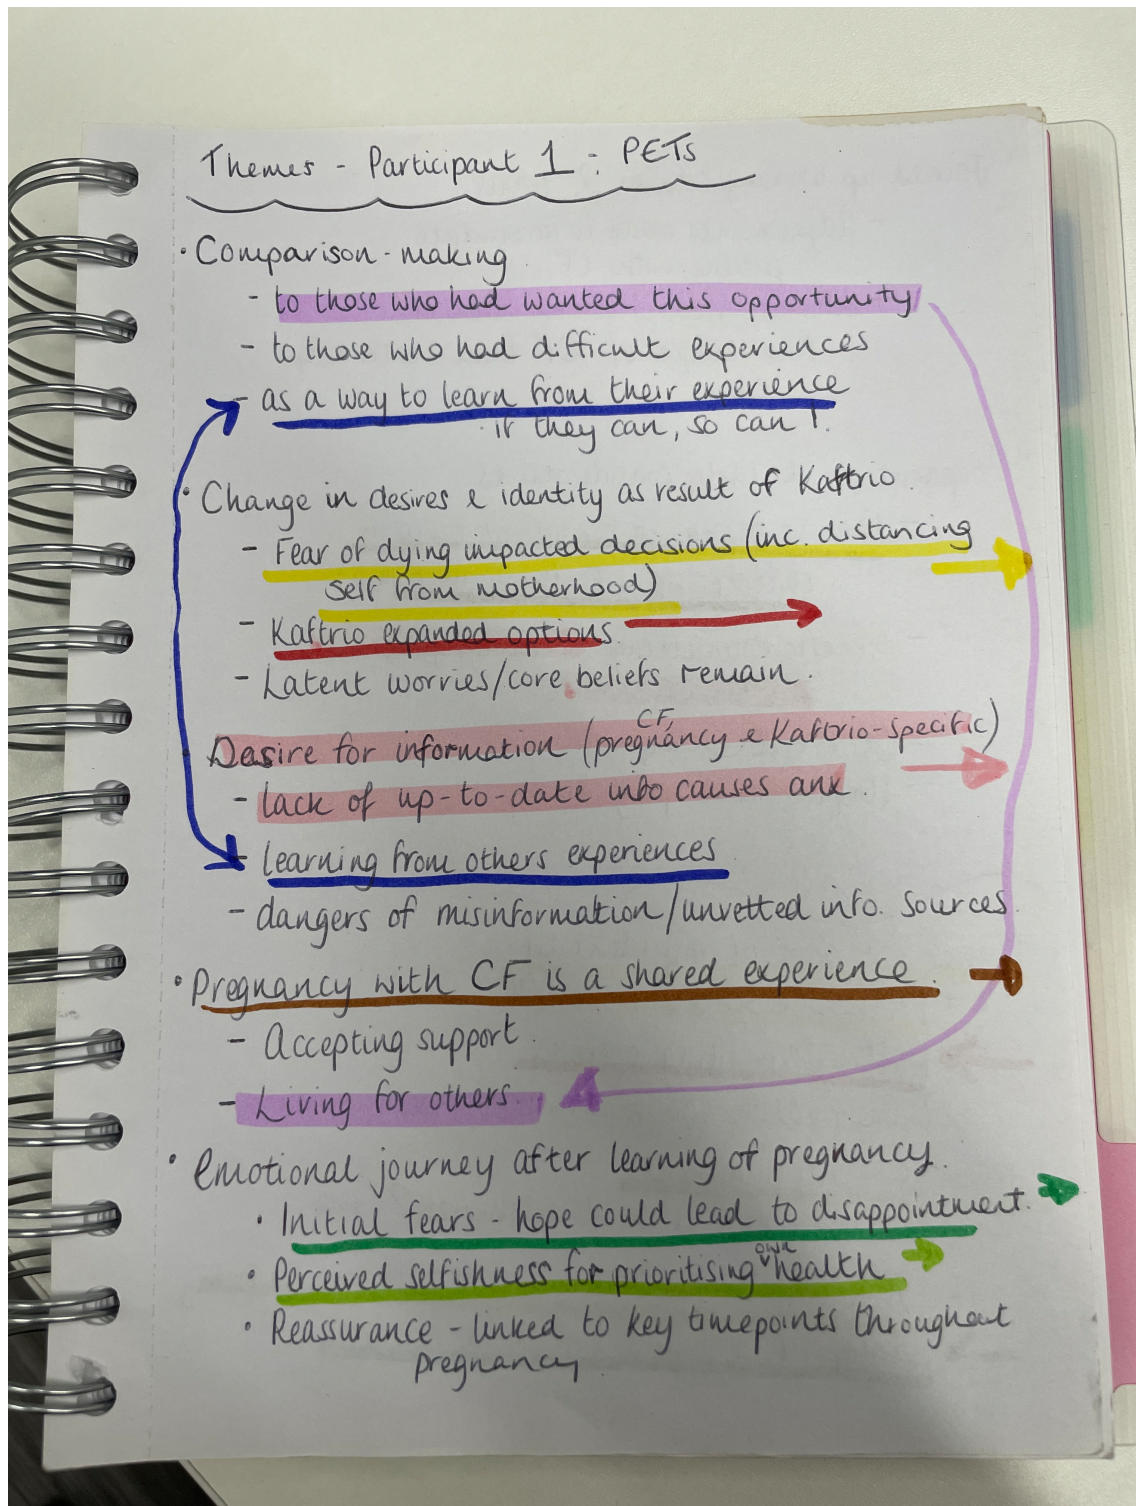 Themes - Participant 1 : PETs
· Comparison-making
- to those who had wanted this opportunity
- to those who had difficult experiences
- as a way to learn from their experience
· if they can, so can I.
· Change in desires & identity as result of Kaftrio.
- Fear of dying impacted decisions (inc. distancing
self from motherhood)
- Kaftrio expanded options.
- Latent worries/core beliefs remain.
CF,
Desire for information (pregnancy & Kaftrio-specific)
- lack of up-to-date info causes anx.
- learning from others experiences
- dangers of misinformation/unvetted info. sources.
· Pregnancy with CF is a shared experience.
- Accepting support.
- Living for others.
· emotional journey after learning of pregnancy.
· Initial fears - hope could lead to disappointment.
own
· Perceived selfishness for prioritising health
· Reassurance - linked to key timepoints throughout
pregnancy